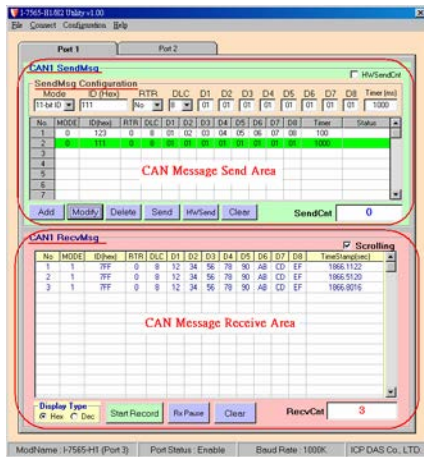 I-7565-H1/H2 Utility v1.00
File Connect Configuration Help
Port 1 Port 2
CAN1 SendMsg
HWSendCnt
SendMsg Configuration
Mode ID (Hex) RTR DLC D1 D2 D3 D4 D5 D6 D7 D8 Timer (ms)
11-bit ID 111 No 8 01 01 01 01 01 01 01 01 1000
No. MODE ID(hex) RTR DLC D1 D2 D3 D4 D5 D6 D7 D8 Timer Status
1 0 123 0 8 01 02 03 04 05 06 07 08 100
2 0 111 0 8 01 01 01 01 01 01 01 01 1000
3
4
5
6
7
CAN Message Send Area
Add Modify Delete Send HWSend Clear SendCnt 0
CAN1 RecvMsg
Scrolling
No MODE ID(hex) RTR DLC D1 D2 D3 D4 D5 D6 D7 D8 TimeStamp(sec)
1 1 7FF 0 8 12 34 56 78 90 AB CD EF 1866.1122
2 1 7FF 0 8 12 34 56 78 90 AB CD EF 1866.5120
3 1 7FF 0 8 12 34 56 78 90 AB CD EF 1866.8016
CAN Message Receive Area
Display Type
Hex Dec
Start Record Rx Pause Clear RecvCnt 3
ModName : I-7565-H1 (Port 3) Port Status : Enable Baud Rate : 1000K ICP DAS Co., LTD.